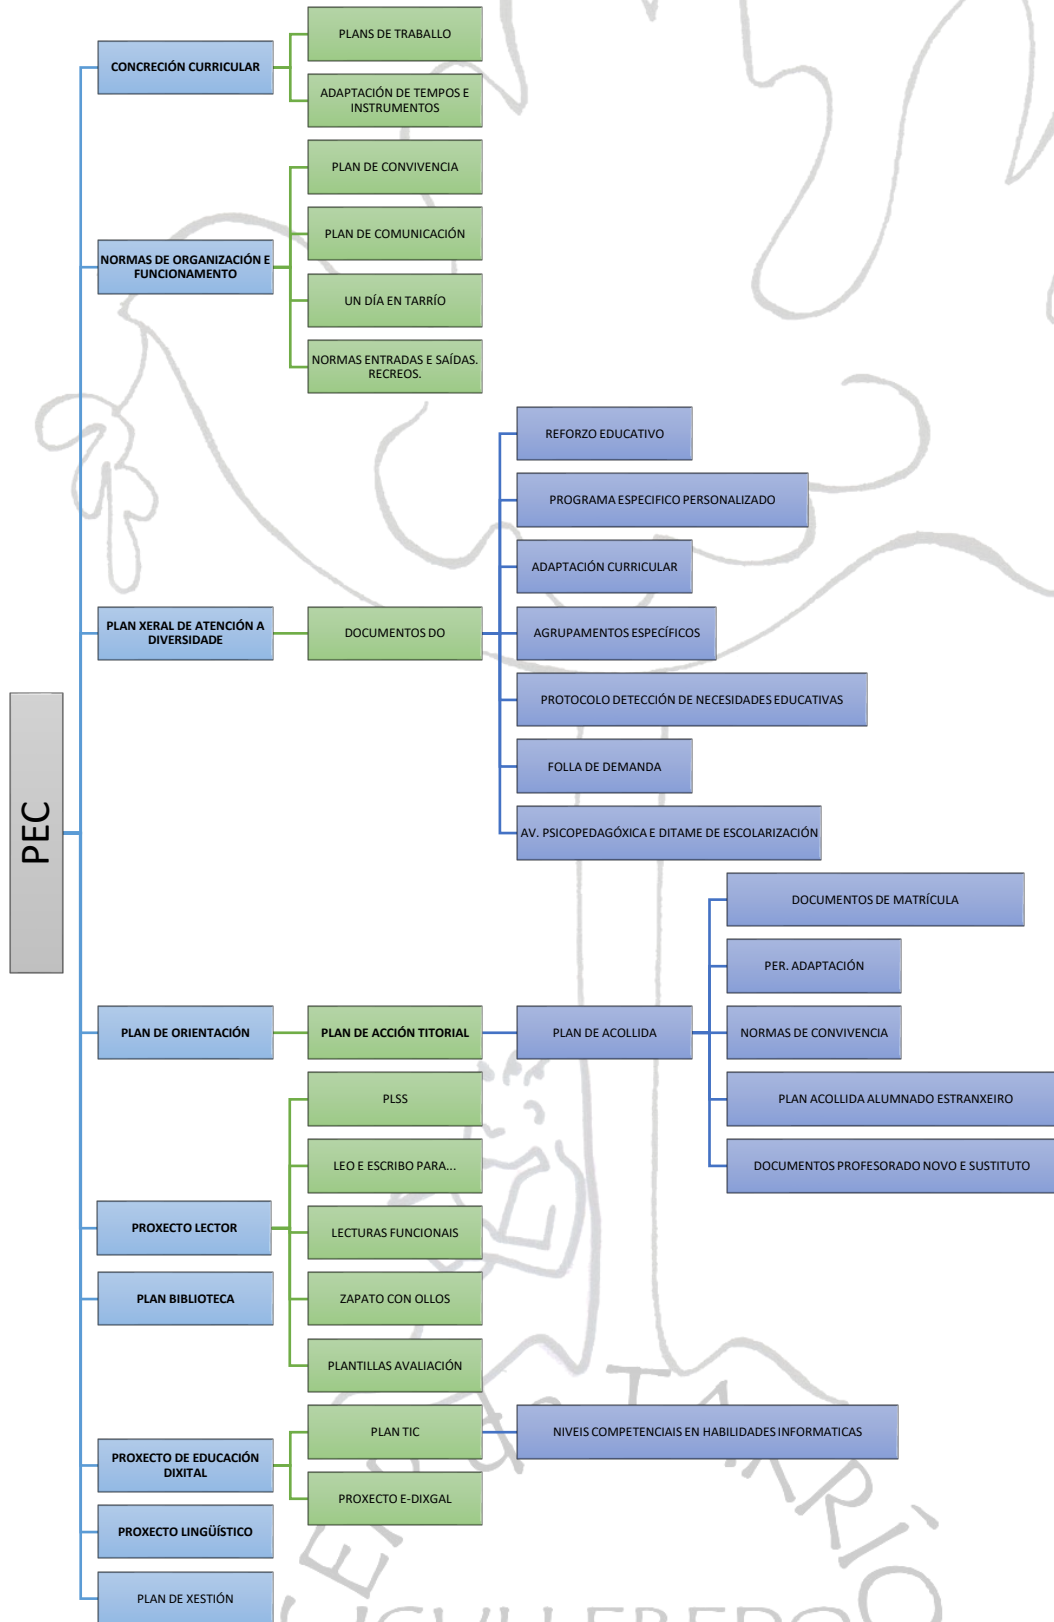 PEC
CONCRECIÓN CURRICULAR
PLANS DE TRABALLO
ADAPTACIÓN DE TEMPOS E
INSTRUMENTOS
NORMAS DE ORGANIZACIÓN E
FUNCIONAMENTO
PLAN DE CONVIVENCIA
PLAN DE COMUNICACIÓN
UN DÍA EN TARRÍO
NORMAS ENTRADAS E SAÍDAS.
RECREOS.
PLAN XERAL DE ATENCIÓN A
DIVERSIDADE
DOCUMENTOS DO
REFORZO EDUCATIVO
PROGRAMA ESPECIFICO PERSONALIZADO
ADAPTACIÓN CURRICULAR
AGRUPAMENTOS ESPECÍFICOS
PROTOCOLO DETECCIÓN DE NECESIDADES EDUCATIVAS
FOLLA DE DEMANDA
AV. PSICOPEDAGÓXICA E DITAME DE ESCOLARIZACIÓN
PLAN DE ORIENTACIÓN
PLAN DE ACCIÓN TITORIAL
PLAN DE ACOLLIDA
DOCUMENTOS DE MATRÍCULA
PER. ADAPTACIÓN
NORMAS DE CONVIVENCIA
PLAN ACOLLIDA ALUMNADO ESTRANXEIRO
DOCUMENTOS PROFESORADO NOVO E SUSTITUTO
PROXECTO LECTOR
PLSS
LEO E ESCRIBO PARA...
LECTURAS FUNCIONAIS
ZAPATO CON OLLOS
PLANTILLAS AVALIACIÓN
PLAN BIBLIOTECA
PROXECTO DE EDUCACIÓN
DIXITAL
PLAN TIC
NIVEIS COMPETENCIAIS EN HABILIDADES INFORMATICAS
PROXECTO E-DIXGAL
PROXECTO LINGÜÍSTICO
PLAN DE XESTIÓN
TARRÍO